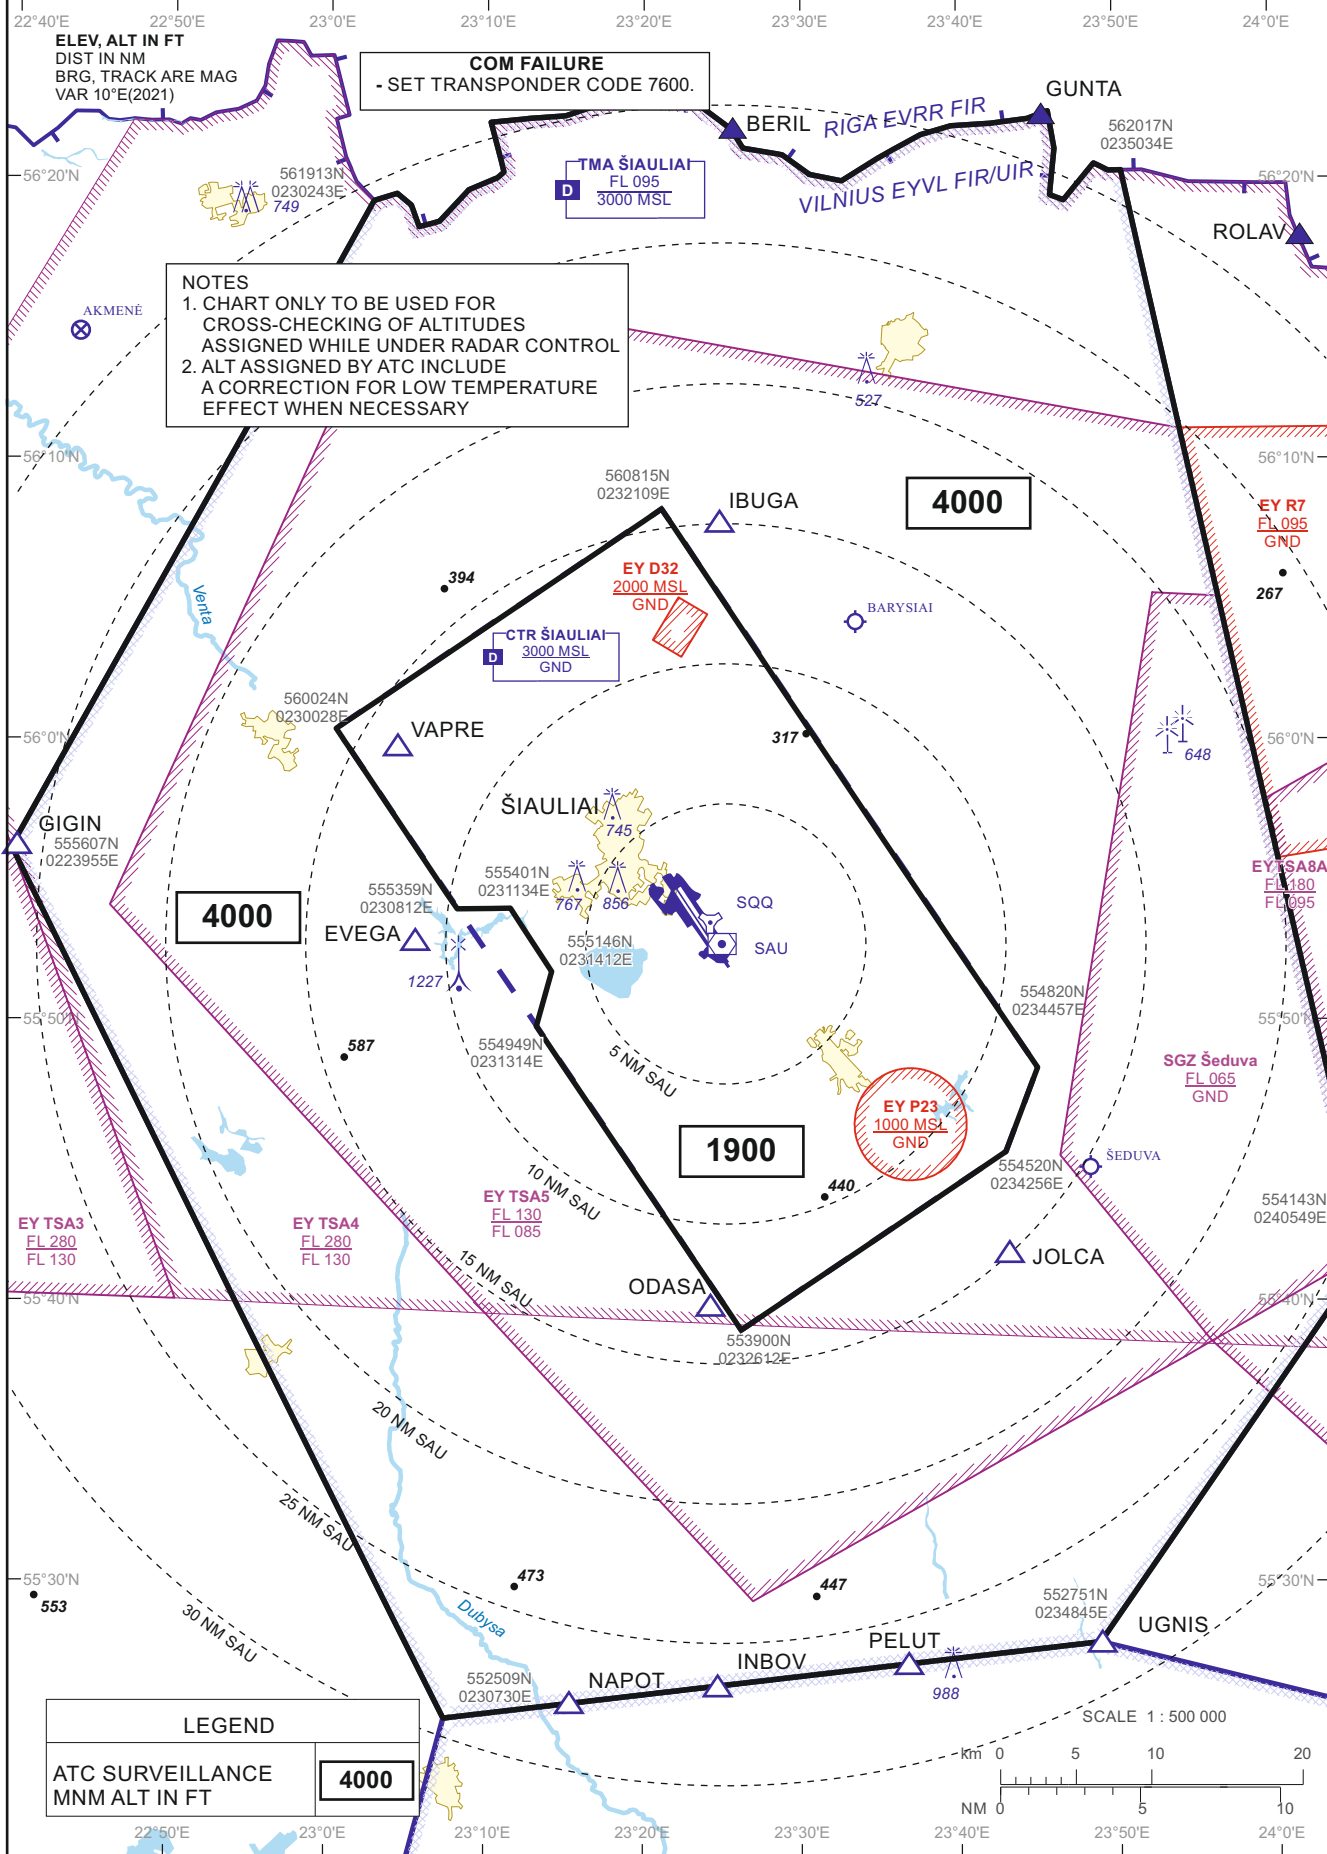 22°40'E
22°50'E
23°0'E
23°10'E
23°20'E
23°30'E
23°40'E
23°50'E
24°0'E
ELEV, ALT IN FT
DIST IN NM
BRG, TRACK ARE MAG
VAR 10°E(2021)
COM FAILURE
- SET TRANSPONDER CODE 7600.
GUNTA
BERIL
RIGA EVRR FIR
VILNIUS EYVL FIR/UIR
562017N
0235034E
561913N
0230243E
749
TMA ŠIAULIAI
D
FL 095
3000 MSL
56°20'N
56°20'N
ROLAV
NOTES
1. CHART ONLY TO BE USED FOR
CROSS-CHECKING OF ALTITUDES
ASSIGNED WHILE UNDER RADAR CONTROL
2. ALT ASSIGNED BY ATC INCLUDE
A CORRECTION FOR LOW TEMPERATURE
EFFECT WHEN NECESSARY
AKMENĖ
527
56°10'N
56°10'N
560815N
0232109E
IBUGA
4000
EY R7
FL 095
GND
267
394
EY D32
2000 MSL
GND
BARYSIAI
Venta
CTR ŠIAULIAI
D
3000 MSL
GND
560024N
0230028E
VAPRE
56°0'N
56°0'N
317
648
ŠIAULIAI
745
GIGIN
555607N
0223955E
555401N
0231134E
555359N
0230812E
767
856
SQQ
SAU
EY TSA8A
FL 180
FL 095
4000
EVEGA
555146N
0231412E
1227
554820N
0234457E
55°50'N
55°50'N
587
554949N
0231314E
5 NM SAU
SGZ Šeduva
FL 065
GND
EY P23
1000 MSL
GND
1900
ŠEDUVA
554520N
0234256E
10 NM SAU
440
554143N
0240549E
EY TSA3
FL 280
FL 130
EY TSA4
FL 280
FL 130
EY TSA5
FL 130
FL 085
15 NM SAU
JOLCA
ODASA
55°40'N
55°40'N
553900N
0232612E
20 NM SAU
25 NM SAU
55°30'N
55°30'N
553
473
447
30 NM SAU
Dubysa
552751N
0234845E
UGNIS
PELUT
INBOV
NAPOT
552509N
0230730E
988
LEGEND
ATC SURVEILLANCE
MNM ALT IN FT
4000
SCALE 1 : 500 000
km 0 5 10 20
NM 0 5 10
22°50'E
23°0'E
23°10'E
23°20'E
23°30'E
23°40'E
23°50'E
24°0'E